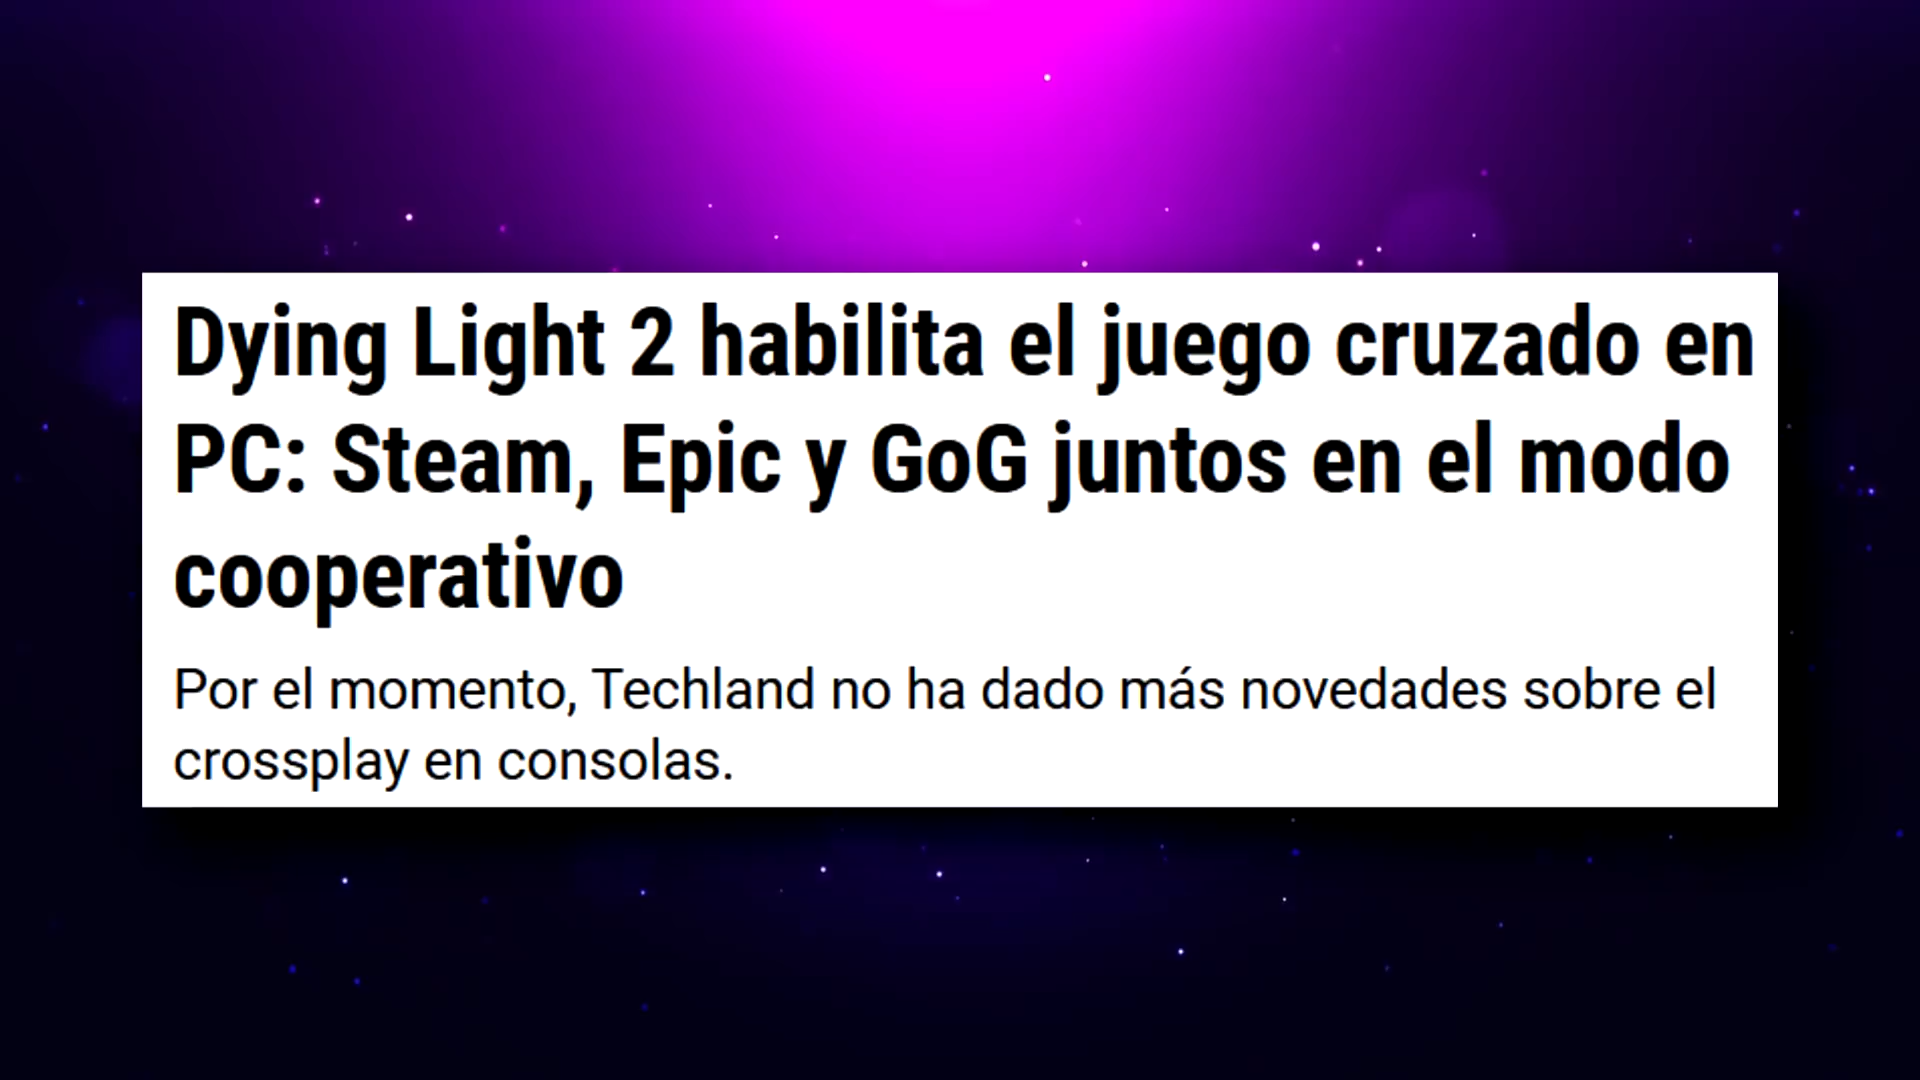 Dying Light 2 habilita el juego cruzado en
PC: Steam, Epic y GoG juntos en el modo
cooperativo
Por el momento, Techland no ha dado más novedades sobre el
crossplay en consolas.